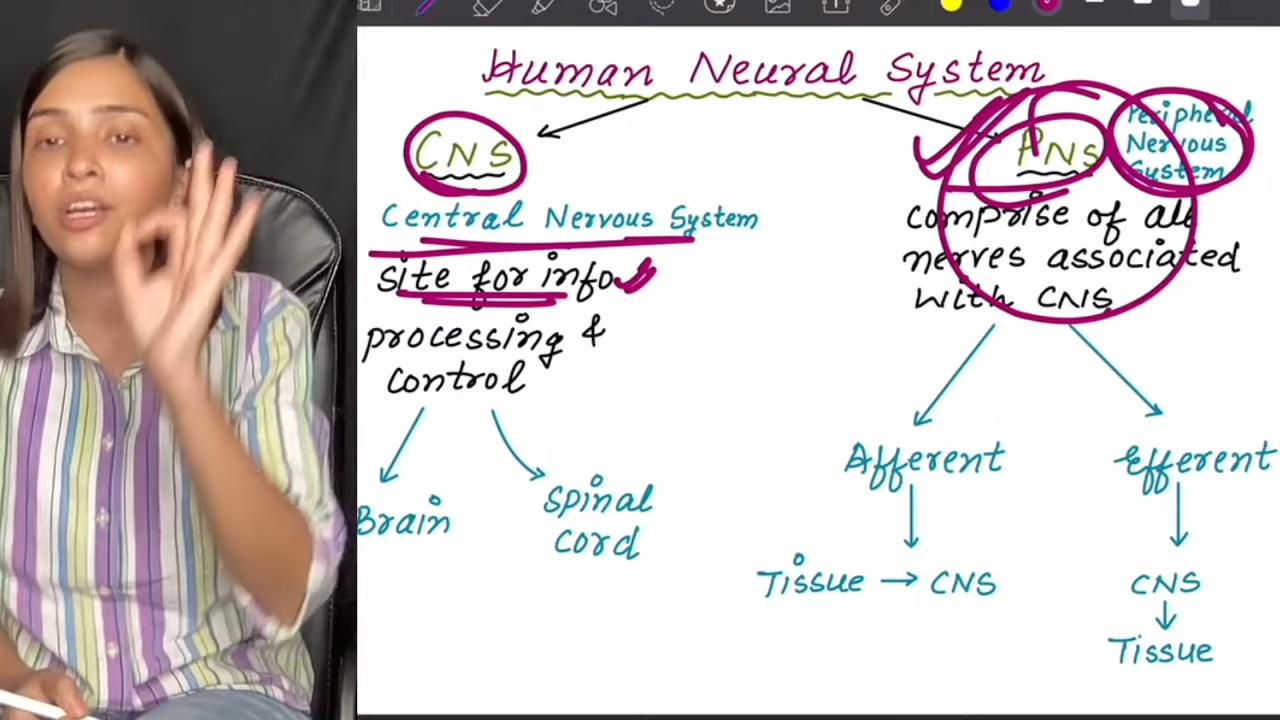 Human Neural System
CNS
Central Nervous System
site for info
processing &
control
Brain
Spinal
cord
PNS
Peripheral
Nervous
System
comprise of all
nerves associated
with CNS
Afferent
Efferent
Tissue → CNS
CNS
↓
Tissue